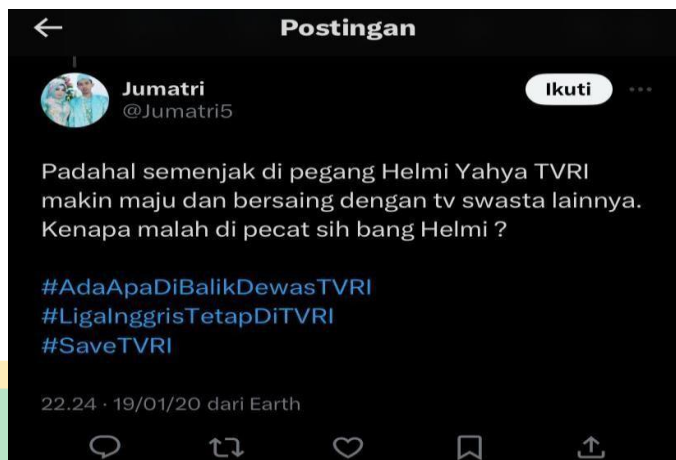 Postingan
Jumatri
@Jumatri5
Ikuti
Padahal semenjak di pegang Helmi Yahya TVRI
makin maju dan bersaing dengan tv swasta lainnya.
Kenapa malah di pecat sih bang Helmi ?
#AdaApaDiBalikDewasTVRI
#LigaInggrisTetapDiTVRI
#SaveTVRI
22.24 · 19/01/20 dari Earth